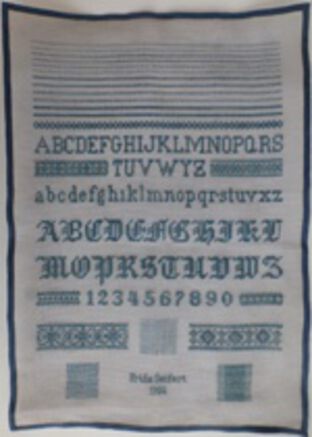 ABCDEFGHIJKLMNOPQRS
TUVWYZ
abcdefghiklmnopqrstuvxz
ABCDEFGHIKL
MOPRSTUVWZ
1234567890
Frida Seifert